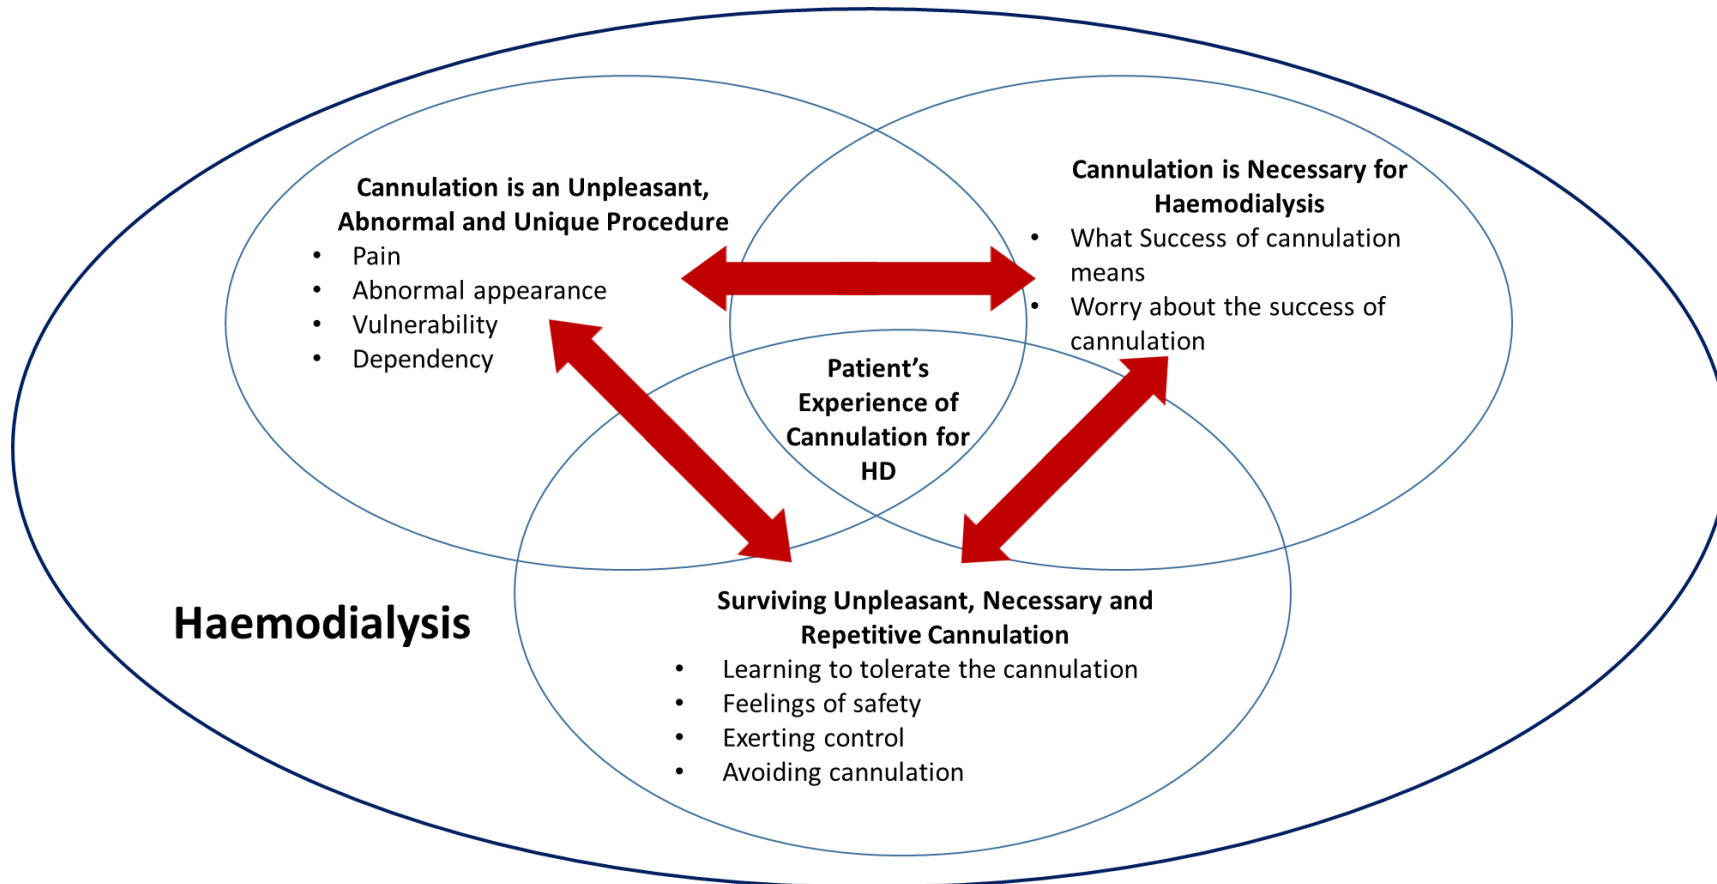 Cannulation is an Unpleasant,
Abnormal and Unique Procedure
• Pain
• Abnormal appearance
• Vulnerability
• Dependency
Cannulation is Necessary for
Haemodialysis
• What Success of cannulation
means
• Worry about the success of
cannulation
Patient’s
Experience of
Cannulation for
HD
Haemodialysis
Surviving Unpleasant, Necessary and
Repetitive Cannulation
• Learning to tolerate the cannulation
• Feelings of safety
• Exerting control
• Avoiding cannulation